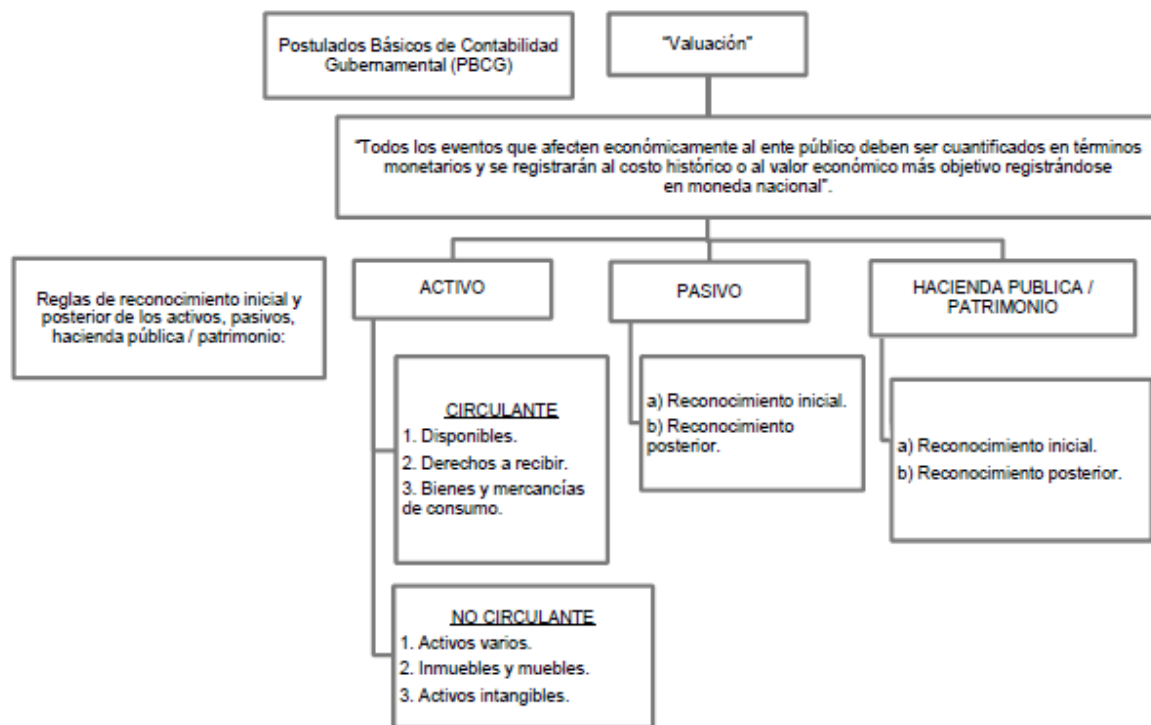 Postulados Básicos de Contabilidad
Gubernamental (PBCG)
"Valuación"
"Todos los eventos que afecten económicamente al ente público deben ser cuantificados en términos
monetarios y se registrarán al costo histórico o al valor económico más objetivo registrándose
en moneda nacional".
Reglas de reconocimiento inicial y
posterior de los activos, pasivos,
hacienda pública / patrimonio:
ACTIVO
CIRCULANTE
1. Disponibles.
2. Derechos a recibir.
3. Bienes y mercancías
de consumo.
NO CIRCULANTE
1. Activos varios.
2. Inmuebles y muebles.
3. Activos intangibles.
PASIVO
a) Reconocimiento inicial.
b) Reconocimiento
posterior.
HACIENDA PUBLICA /
PATRIMONIO
a) Reconocimiento inicial.
b) Reconocimiento posterior.